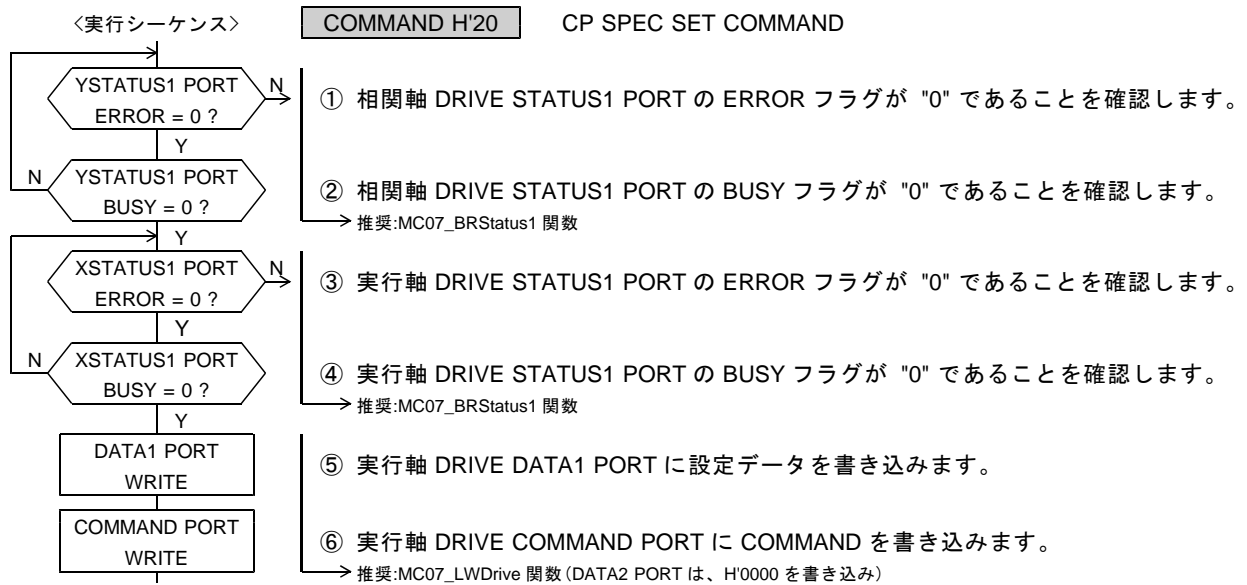 〈実行シーケンス〉
COMMAND H'20 CP SPEC SET COMMAND
YSTATUS1 PORT
ERROR = 0 ?
N
① 相関軸 DRIVE STATUS1 PORT の ERROR フラグが "0" であることを確認します。
Y
N
YSTATUS1 PORT
BUSY = 0 ?
② 相関軸 DRIVE STATUS1 PORT の BUSY フラグが "0" であることを確認します。
推奨:MC07_BRStatus1 関数
Y
XSTATUS1 PORT
ERROR = 0 ?
N
③ 実行軸 DRIVE STATUS1 PORT の ERROR フラグが "0" であることを確認します。
Y
N
XSTATUS1 PORT
BUSY = 0 ?
④ 実行軸 DRIVE STATUS1 PORT の BUSY フラグが "0" であることを確認します。
推奨:MC07_BRStatus1 関数
Y
DATA1 PORT
WRITE
⑤ 実行軸 DRIVE DATA1 PORT に設定データを書き込みます。
COMMAND PORT
WRITE
⑥ 実行軸 DRIVE COMMAND PORT に COMMAND を書き込みます。
推奨:MC07_LWDrive 関数(DATA2 PORT は、H'0000 を書き込み)